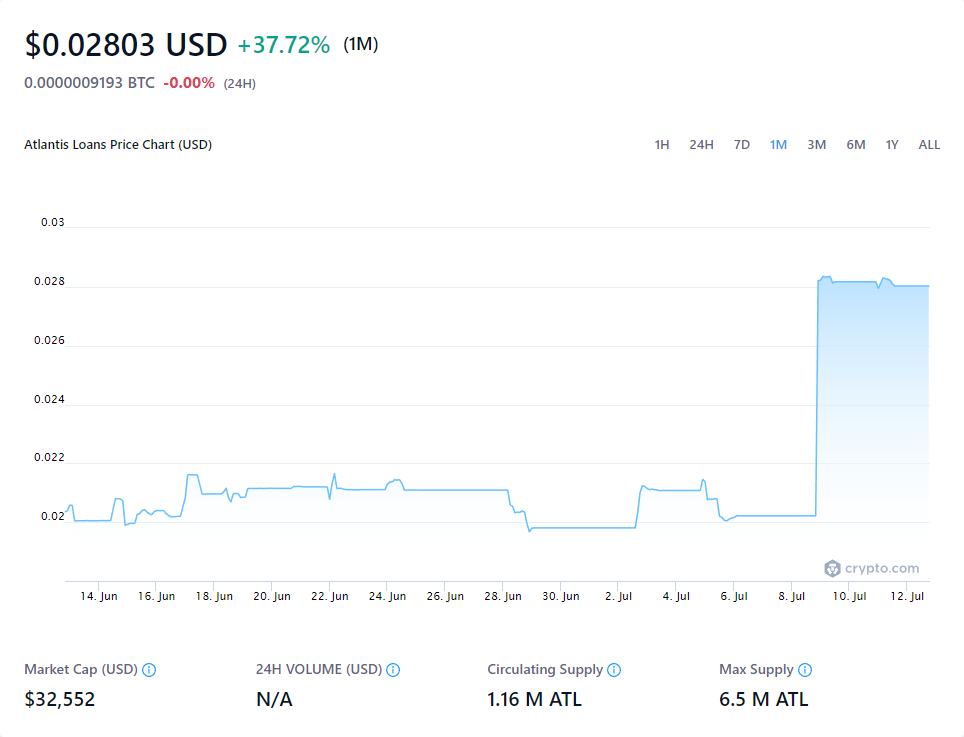 $0.02803 USD +37.72% (1M)
0.0000009193 BTC -0.00% (24H)
Atlantis Loans Price Chart (USD) 1H 24H 7D 1M 3M 6M 1Y ALL
0.03
0.028
0.026
0.024
0.022
0.02
crypto.com
14. Jun 16. Jun 18. Jun 20. Jun 22. Jun 24. Jun 26. Jun 28. Jun 30. Jun 2. Jul 4. Jul 6. Jul 8. Jul 10. Jul 12. Jul
Market Cap (USD) 24H VOLUME (USD) Circulating Supply Max Supply
$32,552 N/A 1.16 M ATL 6.5 M ATL